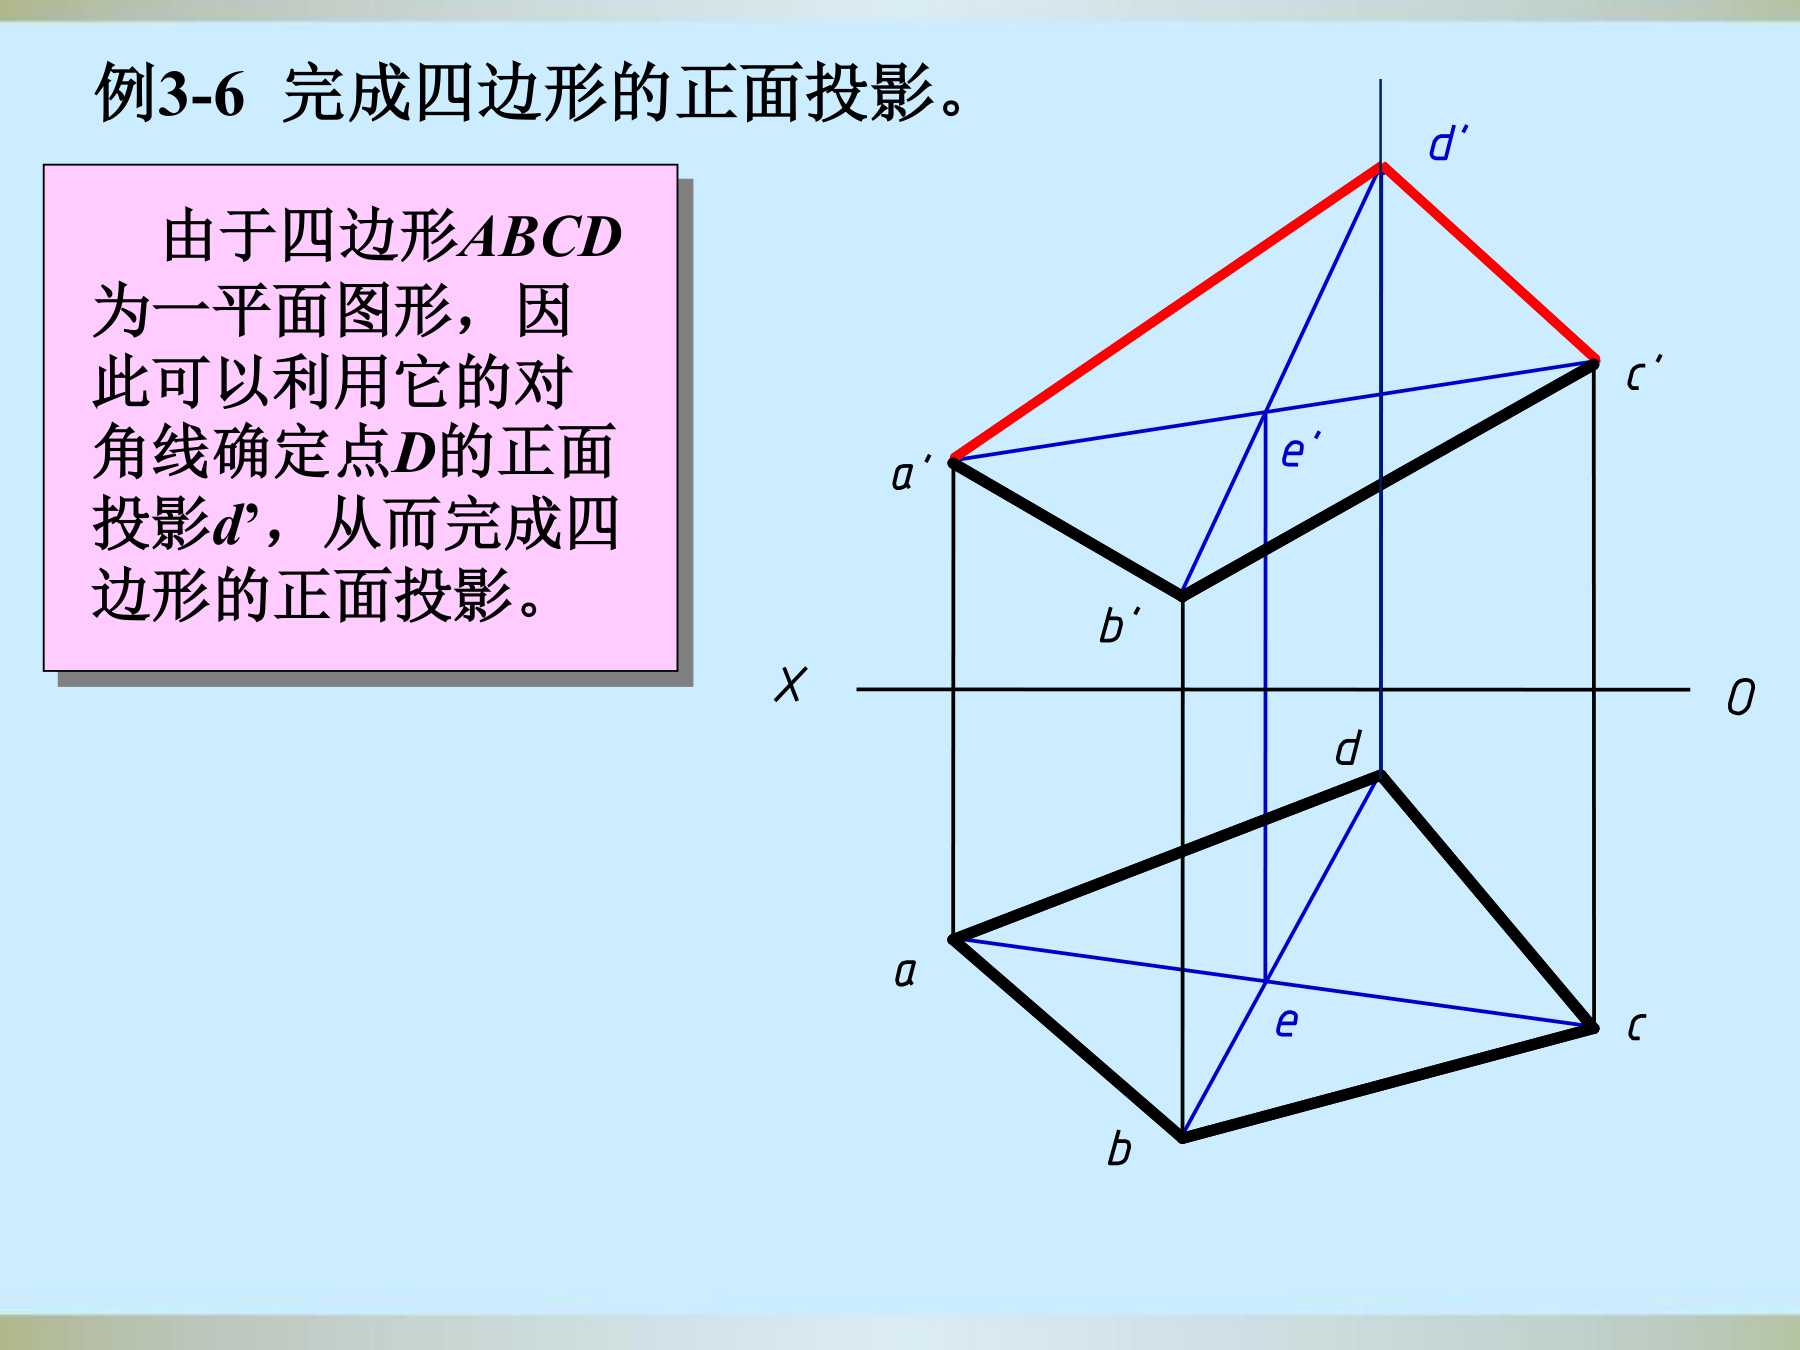 例3-6 完成四边形的正面投影。
由于四边形ABCD
为一平面图形，因
此可以利用它的对
角线确定点D的正面
投影d’，从而完成四
边形的正面投影。
d′
c′
e′
a′
b′
X
O
d
a
e
c
b